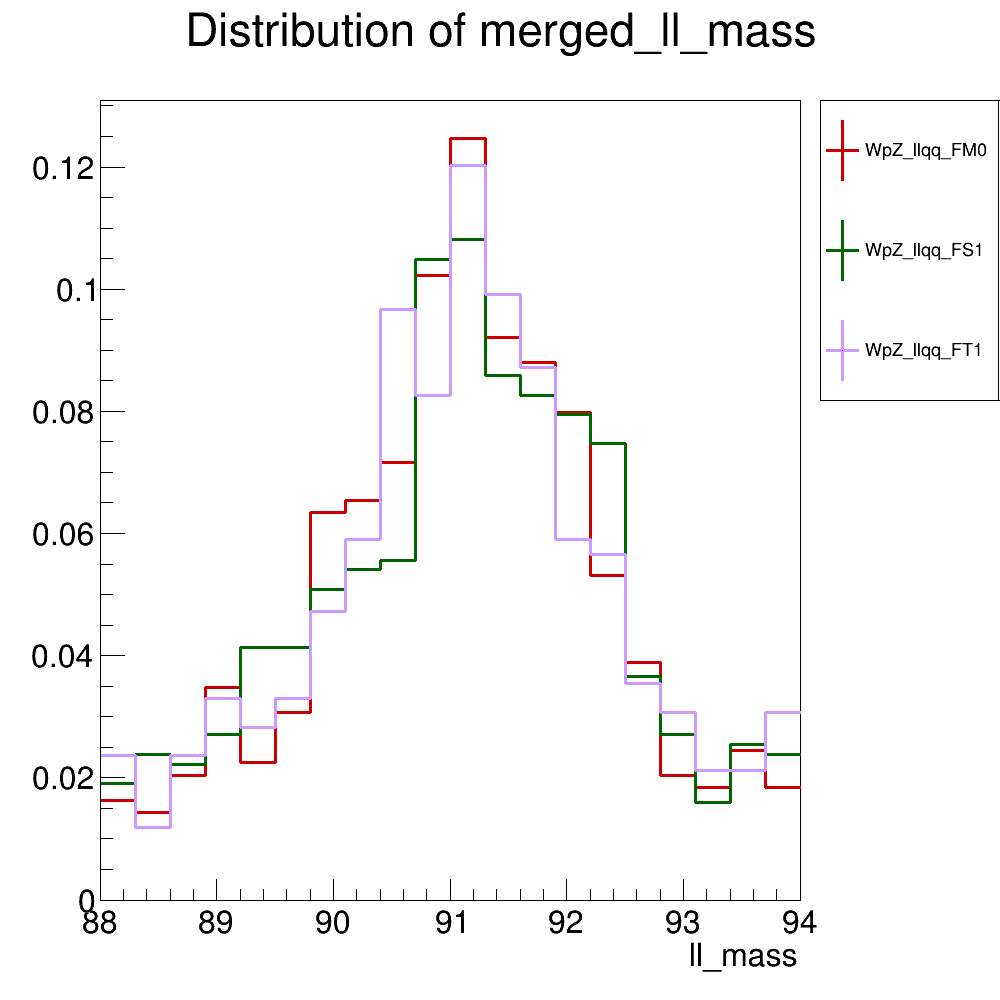 Distribution of merged_ll_mass
0.12
0.1
0.08
0.06
0.04
0.02
0
88 89 90 91 92 93 94
ll_mass
WpZ_llqq_FM0
WpZ_llqq_FS1
WpZ_llqq_FT1